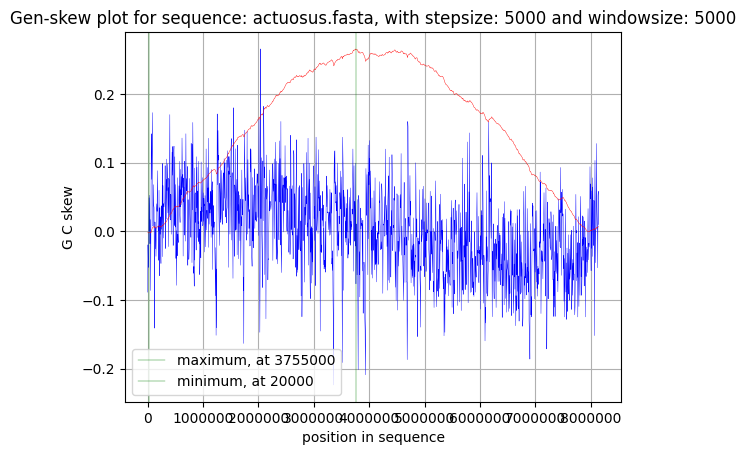 Gen-skew plot for sequence: actuosus.fasta, with stepsize: 5000 and windowsize: 5000
G C skew
0.2
0.1
0.0
−0.1
−0.2
maximum, at 3755000
minimum, at 20000
0 1000000 2000000 3000000 4000000 5000000 6000000 7000000 8000000
position in sequence